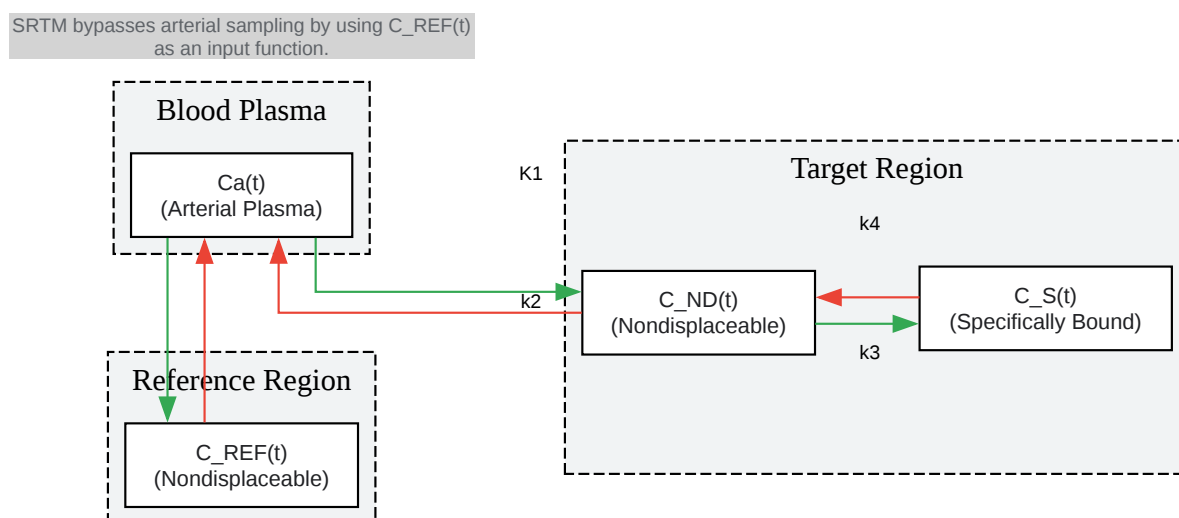 SRTM bypasses arterial sampling by using C_REF(t)
as an input function.
Blood Plasma
Ca(t)
(Arterial Plasma)
K1
Target Region
k4
k2
C_ND(t)
(Nondisplaceable)
C_S(t)
(Specifically Bound)
k3
Reference Region
C_REF(t)
(Nondisplaceable)